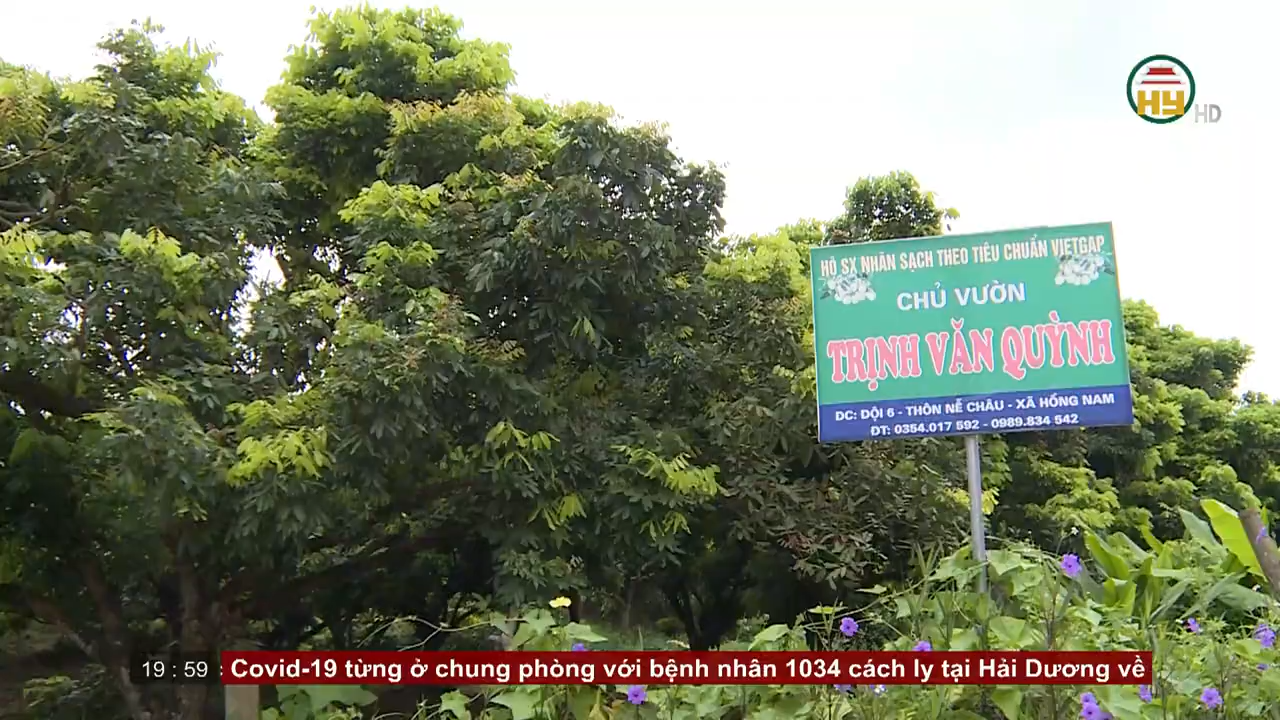 HY HD
HỘ SX NHÃN SẠCH THEO TIÊU CHUẨN VIETGAP
CHỦ VƯỜN
TRỊNH VĂN QUỲNH
ĐC: ĐỘI 6 - THÔN NỄ CHÂU - XÃ HỒNG NAM
ĐT: 0354.017 592 - 0989.834 542
19 : 59 : Covid-19 từng ở chung phòng với bệnh nhân 1034 cách ly tại Hải Dương về